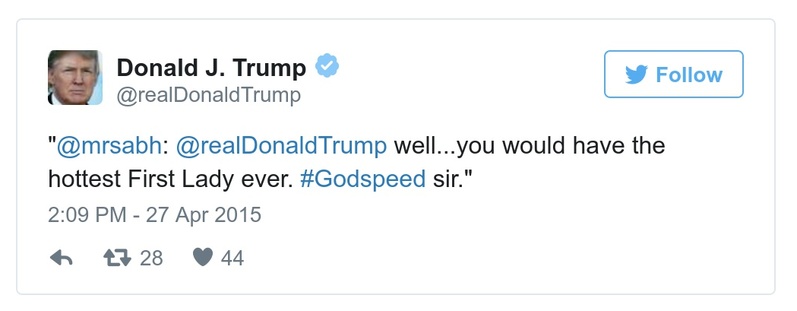 Donald J. Trump
@realDonaldTrump
Follow
"@mrsabh: @realDonaldTrump well...you would have the
hottest First Lady ever. #Godspeed sir."
2:09 PM - 27 Apr 2015
28 44